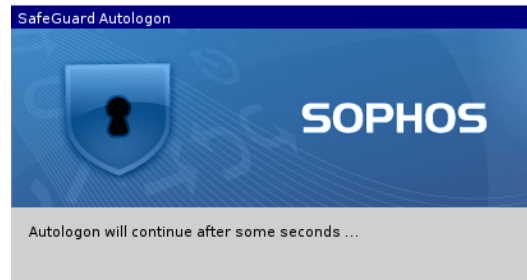 SafeGuard Autologon
SOPHOS
Autologon will continue after some seconds ...